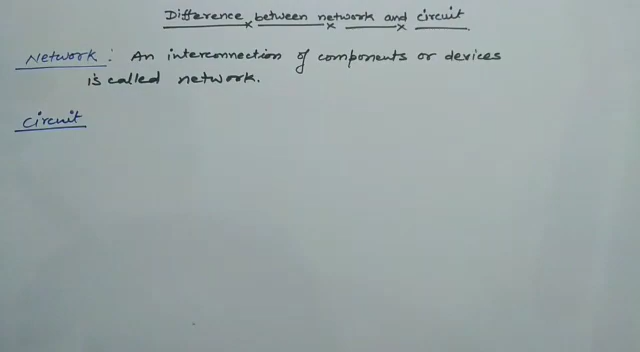 Difference between network and circuit
Network : An interconnection of components or devices
is called network.
Circuit